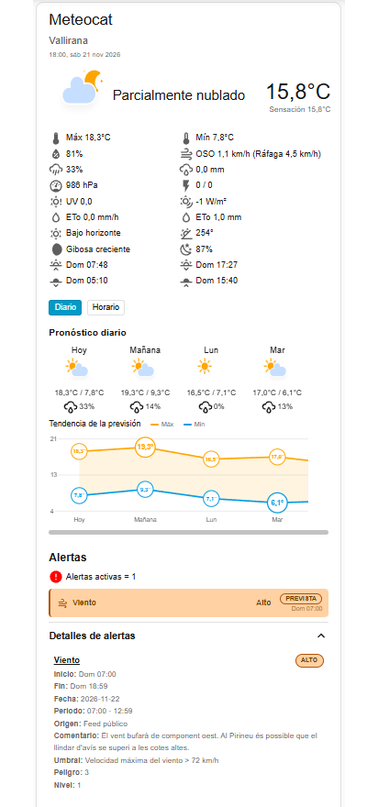 Meteocat
Vallirana
18:00, sáb 21 nov 2026
Parcialmente nublado
15,8°C
Sensación 15,8°C
Máx 18,3°C
Mín 7,8°C
81%
OSO 1,1 km/h (Ráfaga 4,5 km/h)
33%
0,0 mm
986 hPa
0 / 0
UV 0,0
-1 W/m²
ETo 0,0 mm/h
ETo 1,0 mm
Bajo horizonte
254°
Gibosa creciente
87%
Dom 07:48
Dom 17:27
Dom 05:10
Dom 15:40
Diario
Horario
Pronóstico diario
Hoy Mañana Lun Mar
18,3°C / 7,8°C 19,3°C / 9,3°C 16,5°C / 7,1°C 17,0°C / 6,1°C
33% 14% 0% 13%
Tendencia de la previsión Máx Mín
21
18,3° 19,3° 16,5° 17,0°
13
7,8° 9,3° 7,1° 6,1°
4
Hoy Mañana Lun Mar
Alertas
Alertas activas = 1
Viento Alto PREVISTA
Dom 07:00
Detalles de alertas
Viento ALTO
Inicio: Dom 07:00
Fin: Dom 18:59
Fecha: 2026-11-22
Periodo: 07:00 - 12:59
Origen: Feed público
Comentario: El vent bufarà de component oest. Al Pirineu és possible que el
llindar d'avís se superi a les cotes altes.
Umbral: Velocidad máxima del viento > 72 km/h
Peligro: 3
Nivel: 1